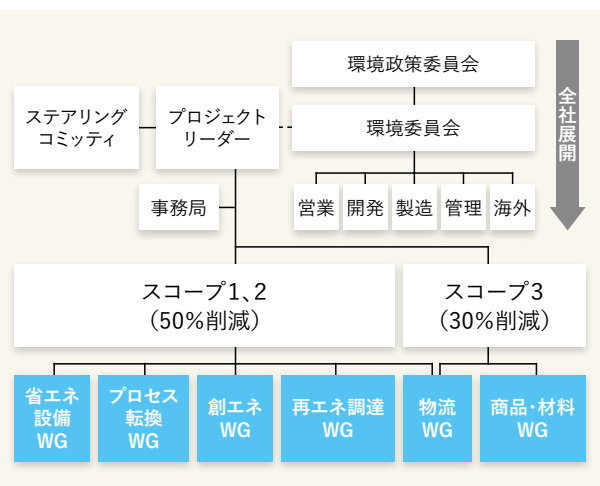 環境政策委員会
ステアリング
コミッティ
プロジェクト
リーダー
環境委員会
全社展開
事務局
営業
開発
製造
管理
海外
スコープ1、2
（50%削減）
スコープ3
（30%削減）
省エネ
設備
WG
プロセス
転換
WG
創エネ
WG
再エネ調達
WG
物流
WG
商品・材料
WG